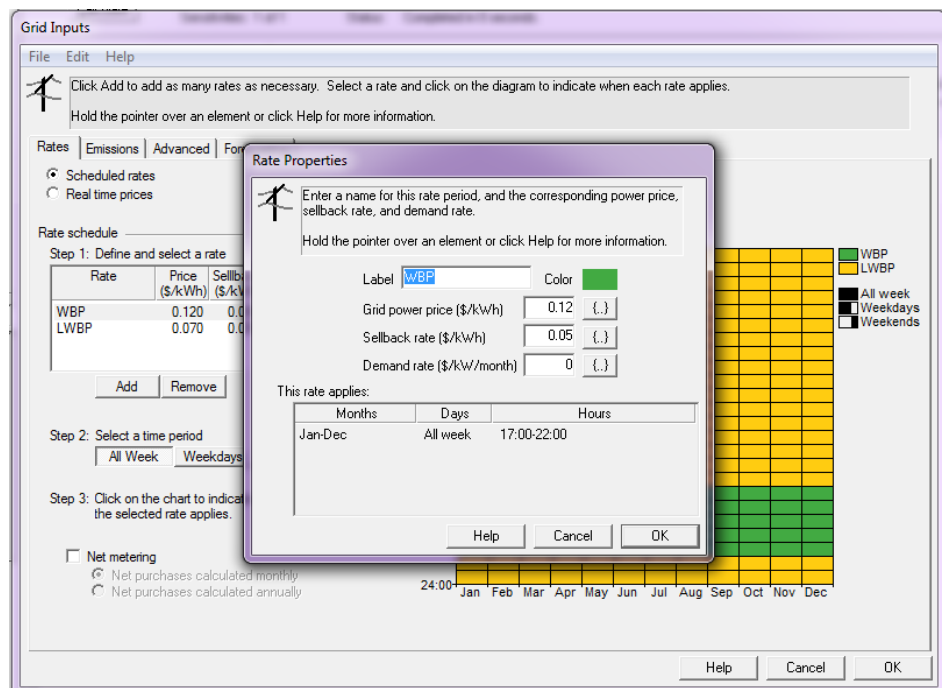 Grid Inputs
File Edit Help
Click Add to add as many rates as necessary. Select a rate and click on the diagram to indicate when each rate applies.
Hold the pointer over an element or click Help for more information.
Rates Emissions Advanced
Scheduled rates
Real time prices
Rate schedule
Step 1: Define and select a rate
Rate Price
($/kWh)
WBP 0.120
LWBP 0.070
Add Remove
Step 2: Select a time period
All Week Weekdays
Step 3: Click on the chart to
the selected rate applies.
Net metering
Net purchases calculated monthly
Net purchases calculated annually
Rate Properties
Enter a name for this rate period, and the corresponding power price,
sellback rate, and demand rate.
Hold the pointer over an element or click Help for more information.
Label WBP Color
Grid power price ($/kWh) 0.12 {..}
Sellback rate ($/kWh) 0.05 {..}
Demand rate ($/kW/month) 0 {..}
This rate applies:
Months Days Hours
Jan-Dec All week 17:00-22:00
Help Cancel OK
WBP
LWBP
All week
Weekdays
Weekends
24:00
Jan Feb Mar Apr May Jun Jul Aug Sep Oct Nov Dec
Help Cancel OK